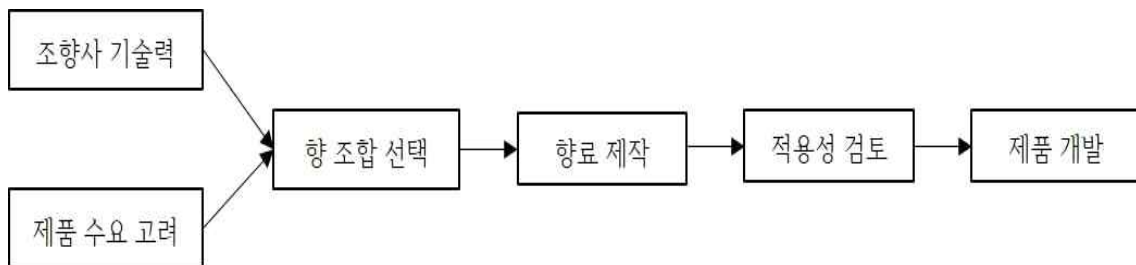 조향사 기술력
제품 수요 고려
향 조합 선택
향료 제작
적용성 검토
제품 개발